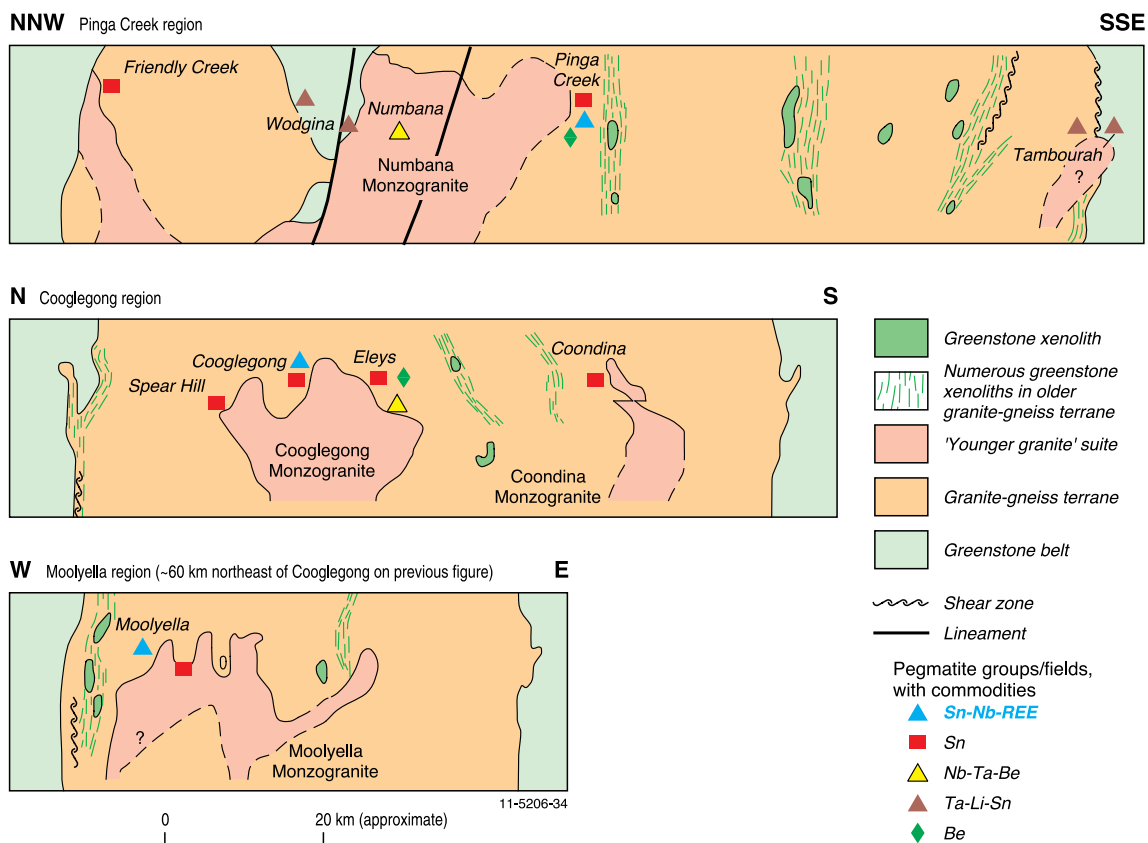 NNW Pinga Creek region SSE
Friendly Creek
Wodgina
Numbana
Numbana
Monzogranite
Pinga
Creek
Tambourah
?
N Cooglegong region S
Cooglegong
Spear Hill
Eleys
Coondina
Cooglegong
Monzogranite
Coondina
Monzogranite
W Moolyella region (~60 km northeast of Cooglegong on previous figure) E
Moolyella
?
Moolyella
Monzogranite
11-5206-34
0 20 km (approximate)
Greenstone xenolith
Numerous greenstone
xenoliths in older
granite-gneiss terrane
'Younger granite' suite
Granite-gneiss terrane
Greenstone belt
Shear zone
Lineament
Pegmatite groups/fields,
with commodities
Sn-Nb-REE
Sn
Nb-Ta-Be
Ta-Li-Sn
Be